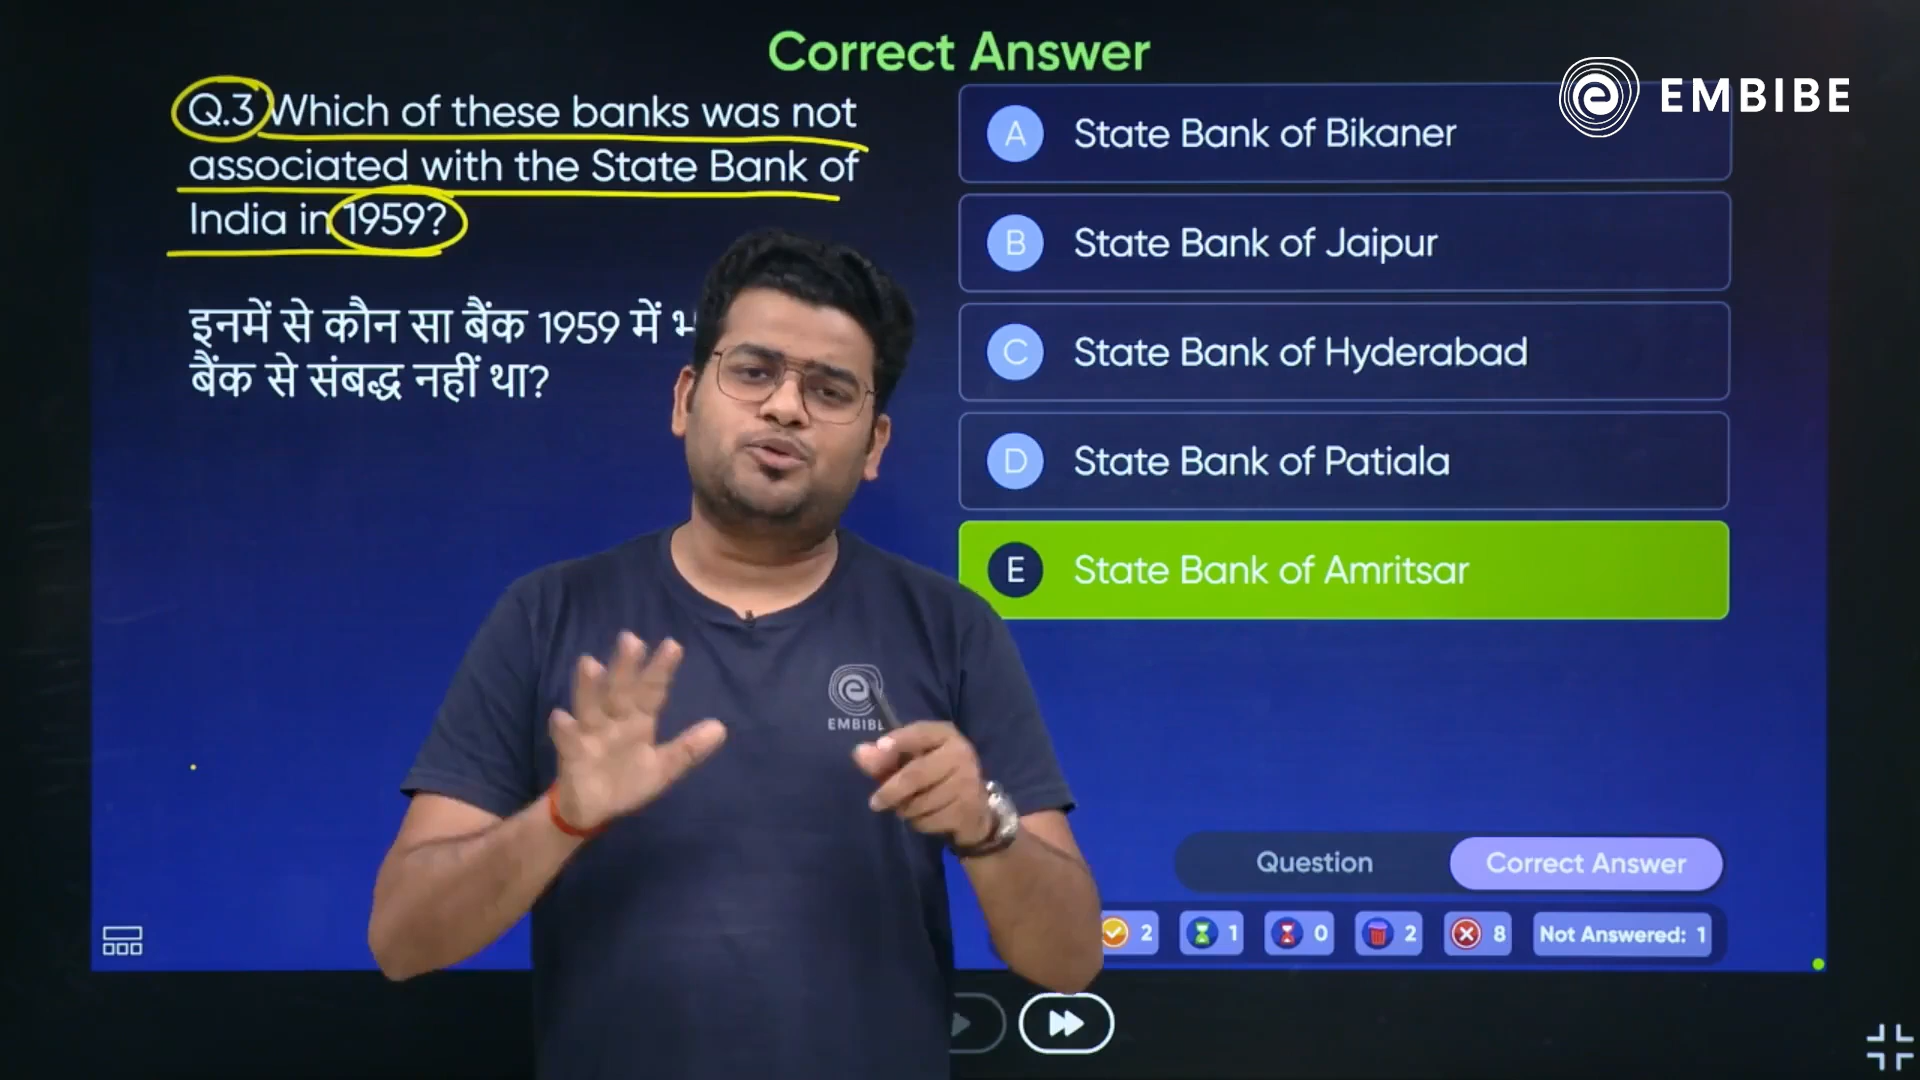 Correct Answer
EMBIBE
Q.3 Which of these banks was not
associated with the State Bank of
India in 1959?
इनमें से कौन सा बैंक 1959 में
बैंक से संबद्ध नहीं था?
A State Bank of Bikaner
B State Bank of Jaipur
C State Bank of Hyderabad
D State Bank of Patiala
E State Bank of Amritsar
EMBIBE
Question
Correct Answer
2
1
0
2
8
Not Answered: 1